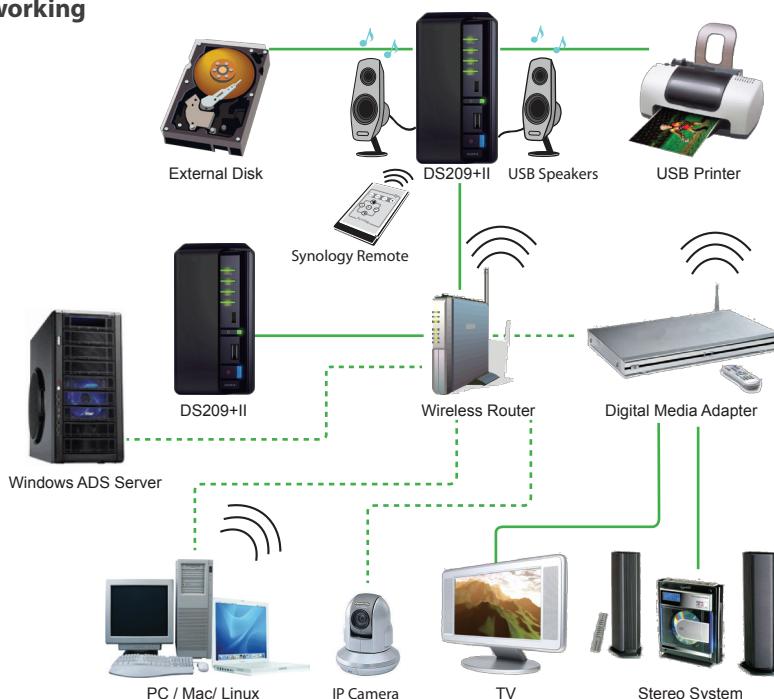 working
External Disk
DS209+II
USB Speakers
USB Printer
Synology Remote
DS209+II
Wireless Router
Digital Media Adapter
Windows ADS Server
PC / Mac/ Linux
IP Camera
TV
Stereo System